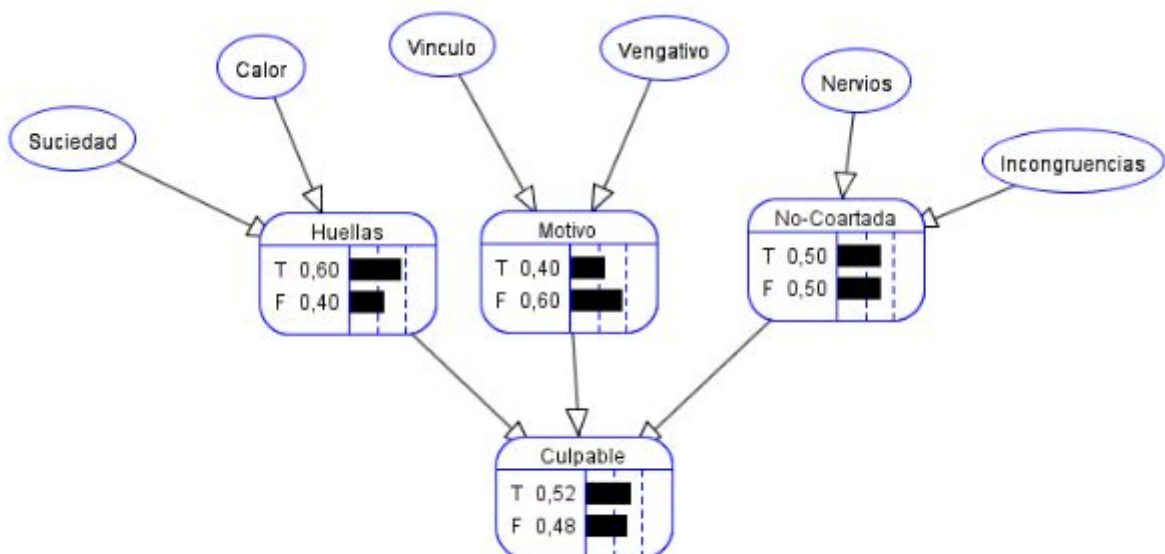 Suciedad
Calor
Vinculo
Vengativo
Nervios
Incongruencias
Huellas
T 0,60
F 0,40
Motivo
T 0,40
F 0,60
No-Coartada
T 0,50
F 0,50
Culpable
T 0,52
F 0,48